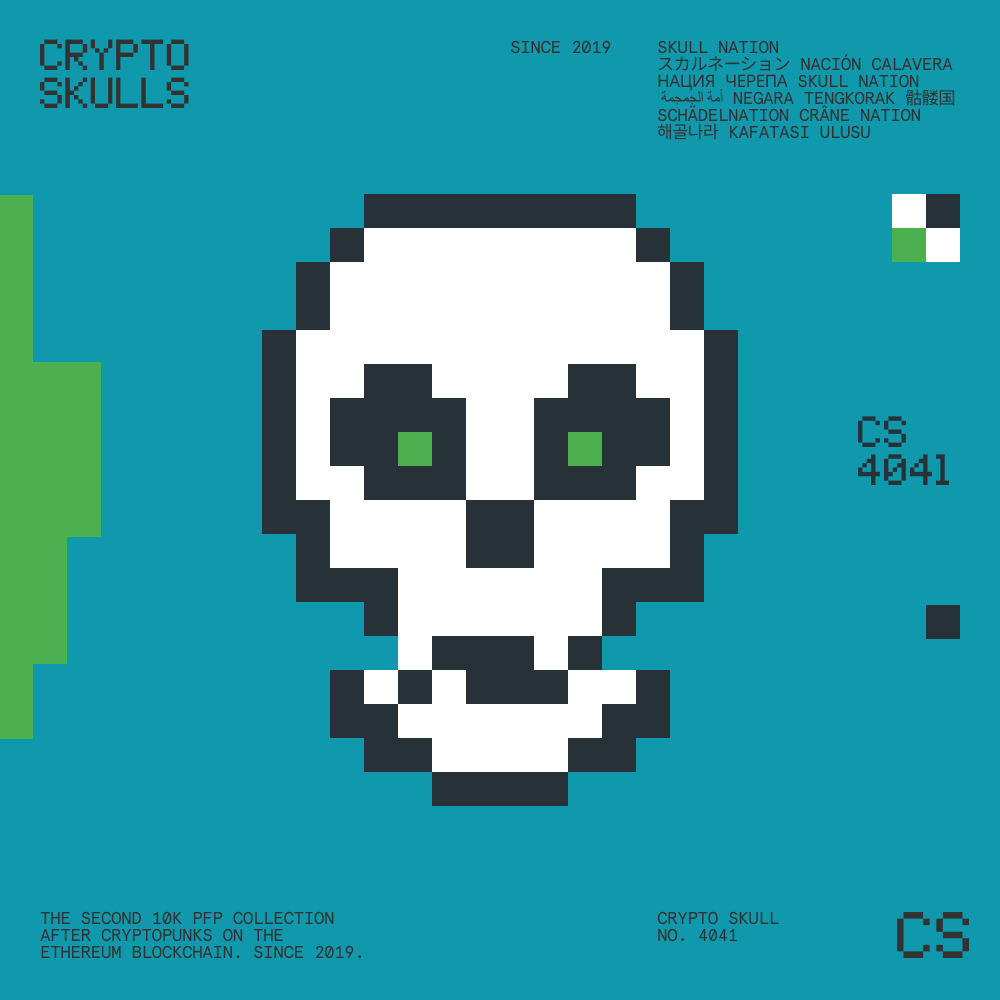 CRYPTO
SKULLS
SINCE 2019
SKULL NATION
スカルネーション NACIÓN CALAVERA
НАЦИЯ ЧЕРЕПА SKULL NATION
أمة الجمجمة NEGARA TENGKORAK 骷髅国
SCHÄDELNATION CRÂNE NATION
해골나라 KAFATASI ULUSU
CS
4041
THE SECOND 10K PFP COLLECTION
AFTER CRYPTOPUNKS ON THE
ETHEREUM BLOCKCHAIN. SINCE 2019.
CRYPTO SKULL
NO. 4041
CS